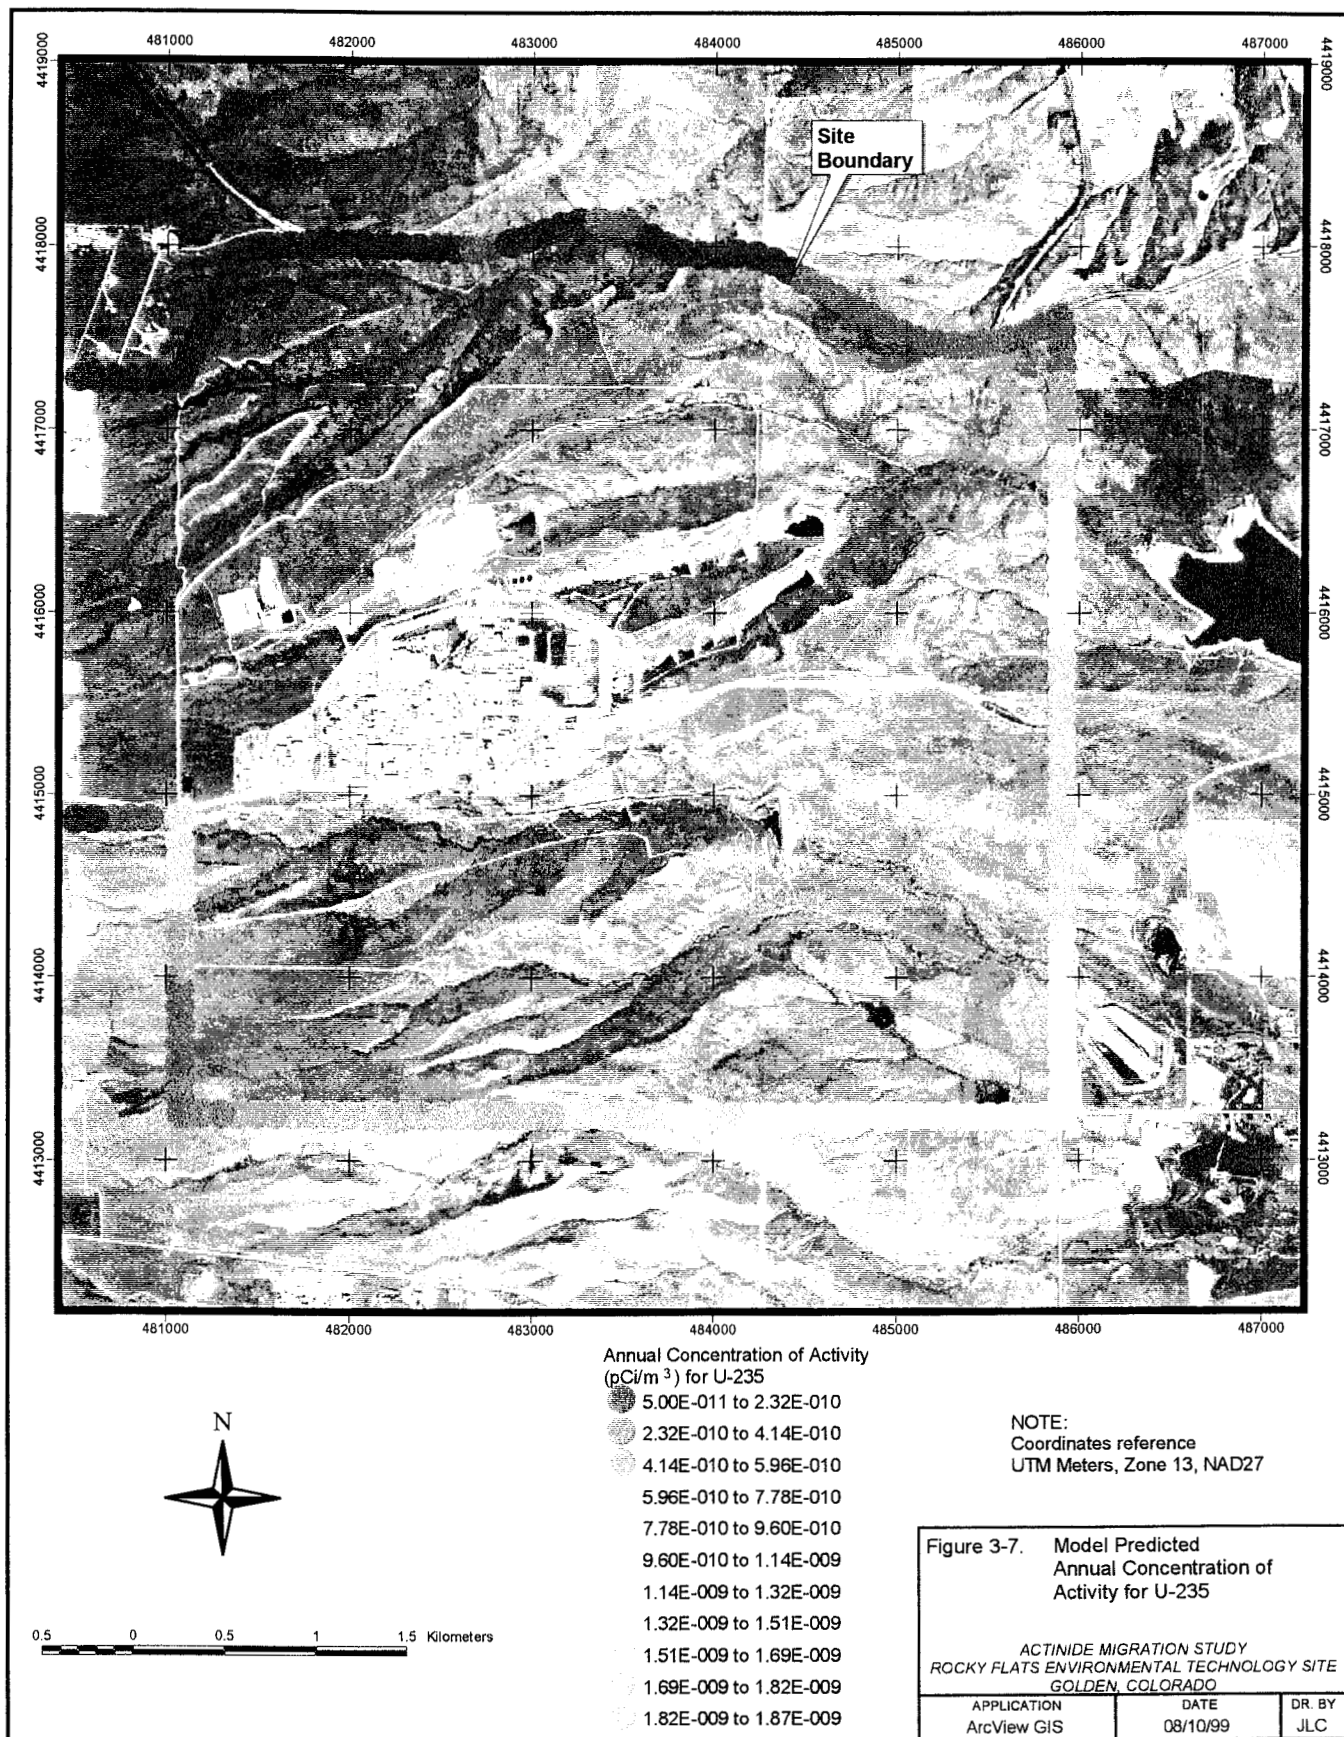 481000 482000 483000 484000 485000 486000 487000
4419000 4419000
Site
Boundary
4418000 4418000
4417000 4417000
4416000 4416000
4415000 4415000
4414000 4414000
4413000 4413000
481000 482000 483000 484000 485000 486000 487000
Annual Concentration of Activity
(pCi/m ³) for U-235
5.00E-011 to 2.32E-010
2.32E-010 to 4.14E-010
4.14E-010 to 5.96E-010
5.96E-010 to 7.78E-010
7.78E-010 to 9.60E-010
9.60E-010 to 1.14E-009
1.14E-009 to 1.32E-009
1.32E-009 to 1.51E-009
1.51E-009 to 1.69E-009
1.69E-009 to 1.82E-009
1.82E-009 to 1.87E-009
N
0.5 0 0.5 1 1.5 Kilometers
NOTE:
Coordinates reference
UTM Meters, Zone 13, NAD27
Figure 3-7. Model Predicted
Annual Concentration of
Activity for U-235
ACTINIDE MIGRATION STUDY
ROCKY FLATS ENVIRONMENTAL TECHNOLOGY SITE
GOLDEN, COLORADO
APPLICATION DATE DR. BY
ArcView GIS 08/10/99 JLC